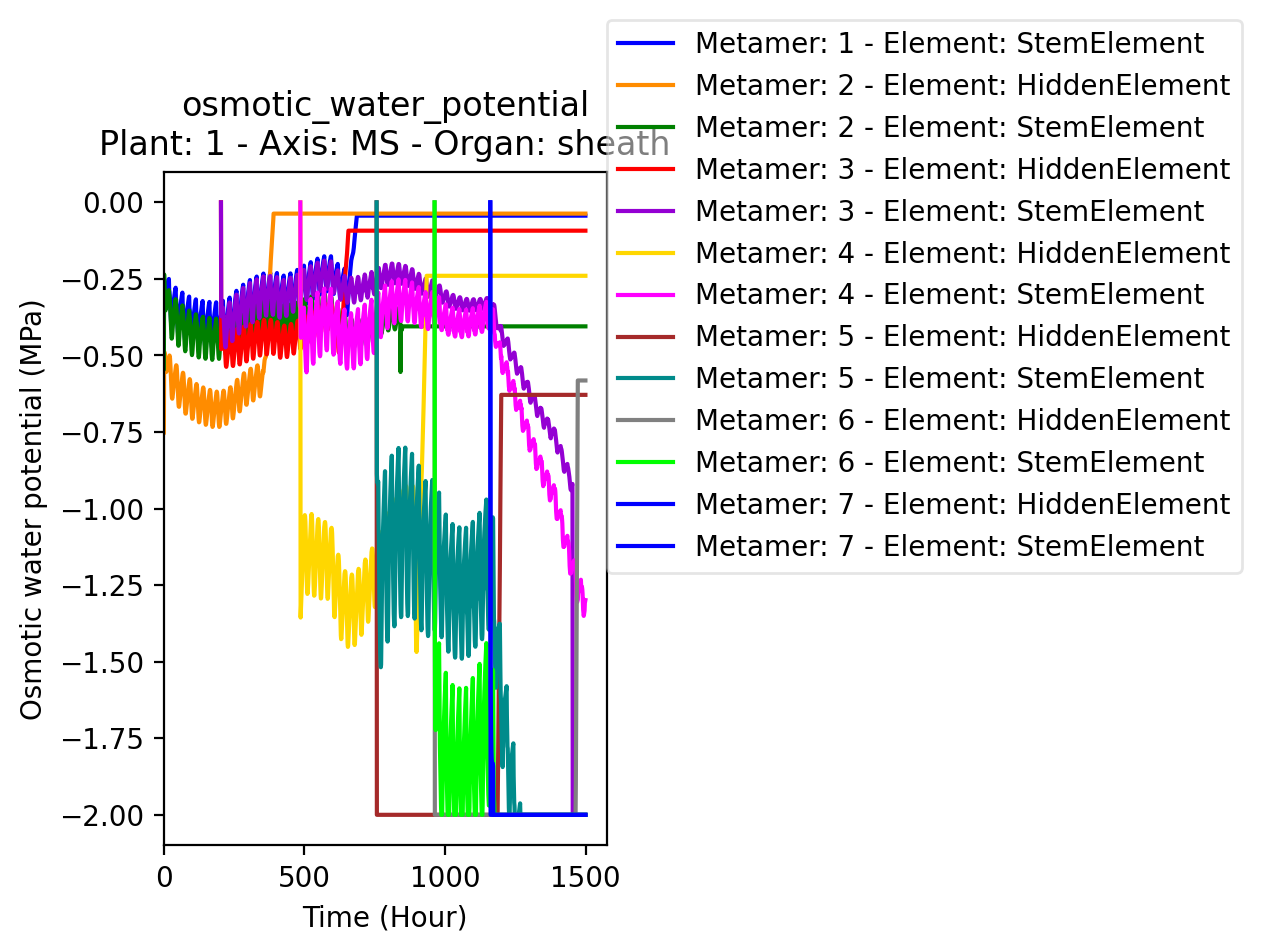 osmotic_water_potential
Plant: 1 - Axis: MS - Organ: sheath
Metamer: 1 - Element: StemElement
Metamer: 2 - Element: HiddenElement
Metamer: 2 - Element: StemElement
Metamer: 3 - Element: HiddenElement
Metamer: 3 - Element: StemElement
Metamer: 4 - Element: HiddenElement
Metamer: 4 - Element: StemElement
Metamer: 5 - Element: HiddenElement
Metamer: 5 - Element: StemElement
Metamer: 6 - Element: HiddenElement
Metamer: 6 - Element: StemElement
Metamer: 7 - Element: HiddenElement
Metamer: 7 - Element: StemElement
Osmotic water potential (MPa)
0.00
−0.25
−0.50
−0.75
−1.00
−1.25
−1.50
−1.75
−2.00
0 500 1000 1500
Time (Hour)